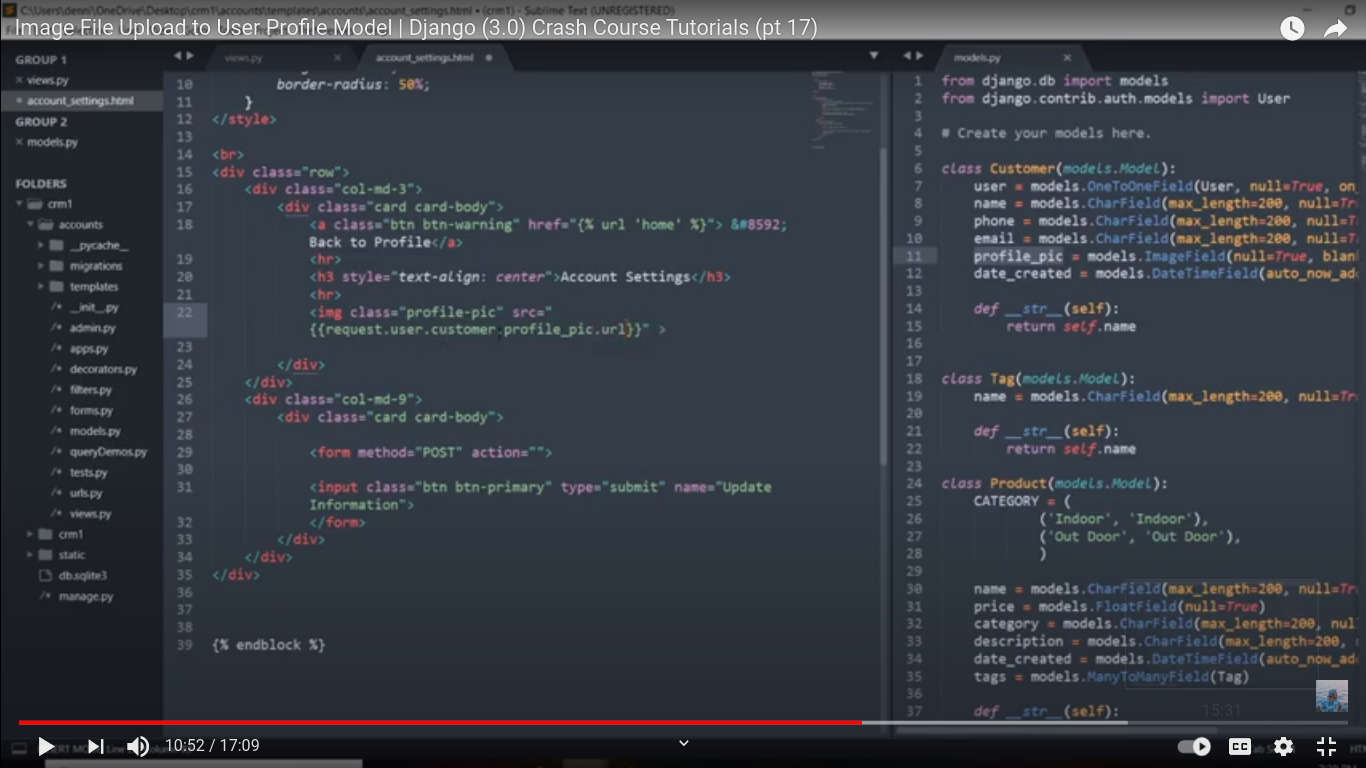 C:\Users\denni\OneDrive\Desktop\crm1\accounts\templates\accounts\account_settings.html • (crm1) - Sublime Text (UNREGISTERED)
Image File Upload to User Profile Model | Django (3.0) Crash Course Tutorials (pt 17)
GROUP 1
views.py
account_settings.html
GROUP 2
models.py
FOLDERS
crm1
accounts
__pycache__
migrations
templates
__init__.py
admin.py
apps.py
decorators.py
filters.py
forms.py
models.py
queryDemos.py
tests.py
urls.py
views.py
crm1
static
db.sqlite3
manage.py
views.py
account_settings.html
10 border-radius: 50%;
11 }
12 </style>
13
14 <br>
15 <div class="row">
16 <div class="col-md-3">
17 <div class="card card-body">
18 <a class="btn btn-warning" href="{% url 'home' %}"> &#8592;
Back to Profile</a>
19 <hr>
20 <h3 style="text-align: center">Account Settings</h3>
21 <hr>
22 <img class="profile-pic" src="
{{request.user.customer.profile_pic.url}}" >
23
24 </div>
25 </div>
26 <div class="col-md-9">
27 <div class="card card-body">
28
29 <form method="POST" action="">
30
31 <input class="btn btn-primary" type="submit" name="Update
Information">
32 </form>
33 </div>
34 </div>
35 </div>
36
37
38
39 {% endblock %}
models.py
1 from django.db import models
2 from django.contrib.auth.models import User
3
4 # Create your models here.
5
6 class Customer(models.Model):
7 user = models.OneToOneField(User, null=True, on_
8 name = models.CharField(max_length=200, null=Tr
9 phone = models.CharField(max_length=200, null=T
10 email = models.CharField(max_length=200, null=T
11 profile_pic = models.ImageField(null=True, blan
12 date_created = models.DateTimeField(auto_now_ad
13
14 def __str__(self):
15 return self.name
16
17
18 class Tag(models.Model):
19 name = models.CharField(max_length=200, null=Tr
20
21 def __str__(self):
22 return self.name
23
24 class Product(models.Model):
25 CATEGORY = (
26 ('Indoor', 'Indoor'),
27 ('Out Door', 'Out Door'),
28 )
29
30 name = models.CharField(max_length=200, null=Tr
31 price = models.FloatField(null=True)
32 category = models.CharField(max_length=200, nul
33 description = models.CharField(max_length=200,
34 date_created = models.DateTimeField(auto_now_ad
35 tags = models.ManyToManyField(Tag)
36
37 def __str__(self):
15:31
10:52 / 17:09
CC